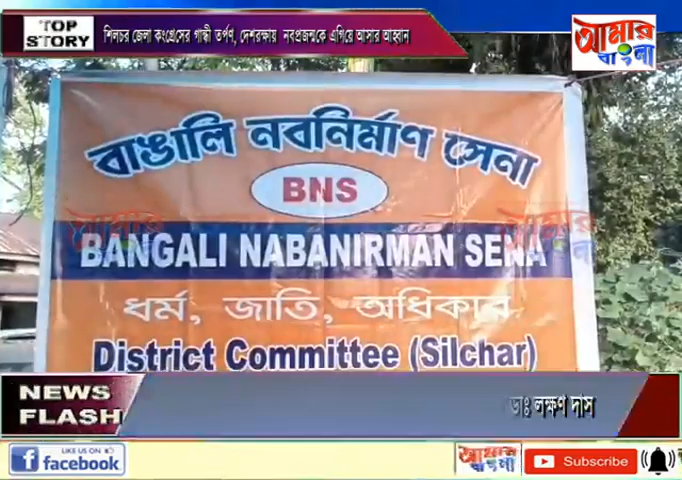 TOP STORY
শিলচর জেলা কংগ্রেসের গান্ধী তর্পণ, দেশরক্ষায় নবপ্রজন্মকে এগিয়ে আসার আহ্বান
আমার বাংলা
বাঙালি নবনির্মাণ সেনা
BNS
BANGALI NABANIRMAN SENA
ধর্ম, জাতি, অধিকার
District Committee (Silchar)
NEWS FLASH
ডাঃ লক্ষণ দাস
LIKE US ON
facebook
আমার বাংলা
Subscribe